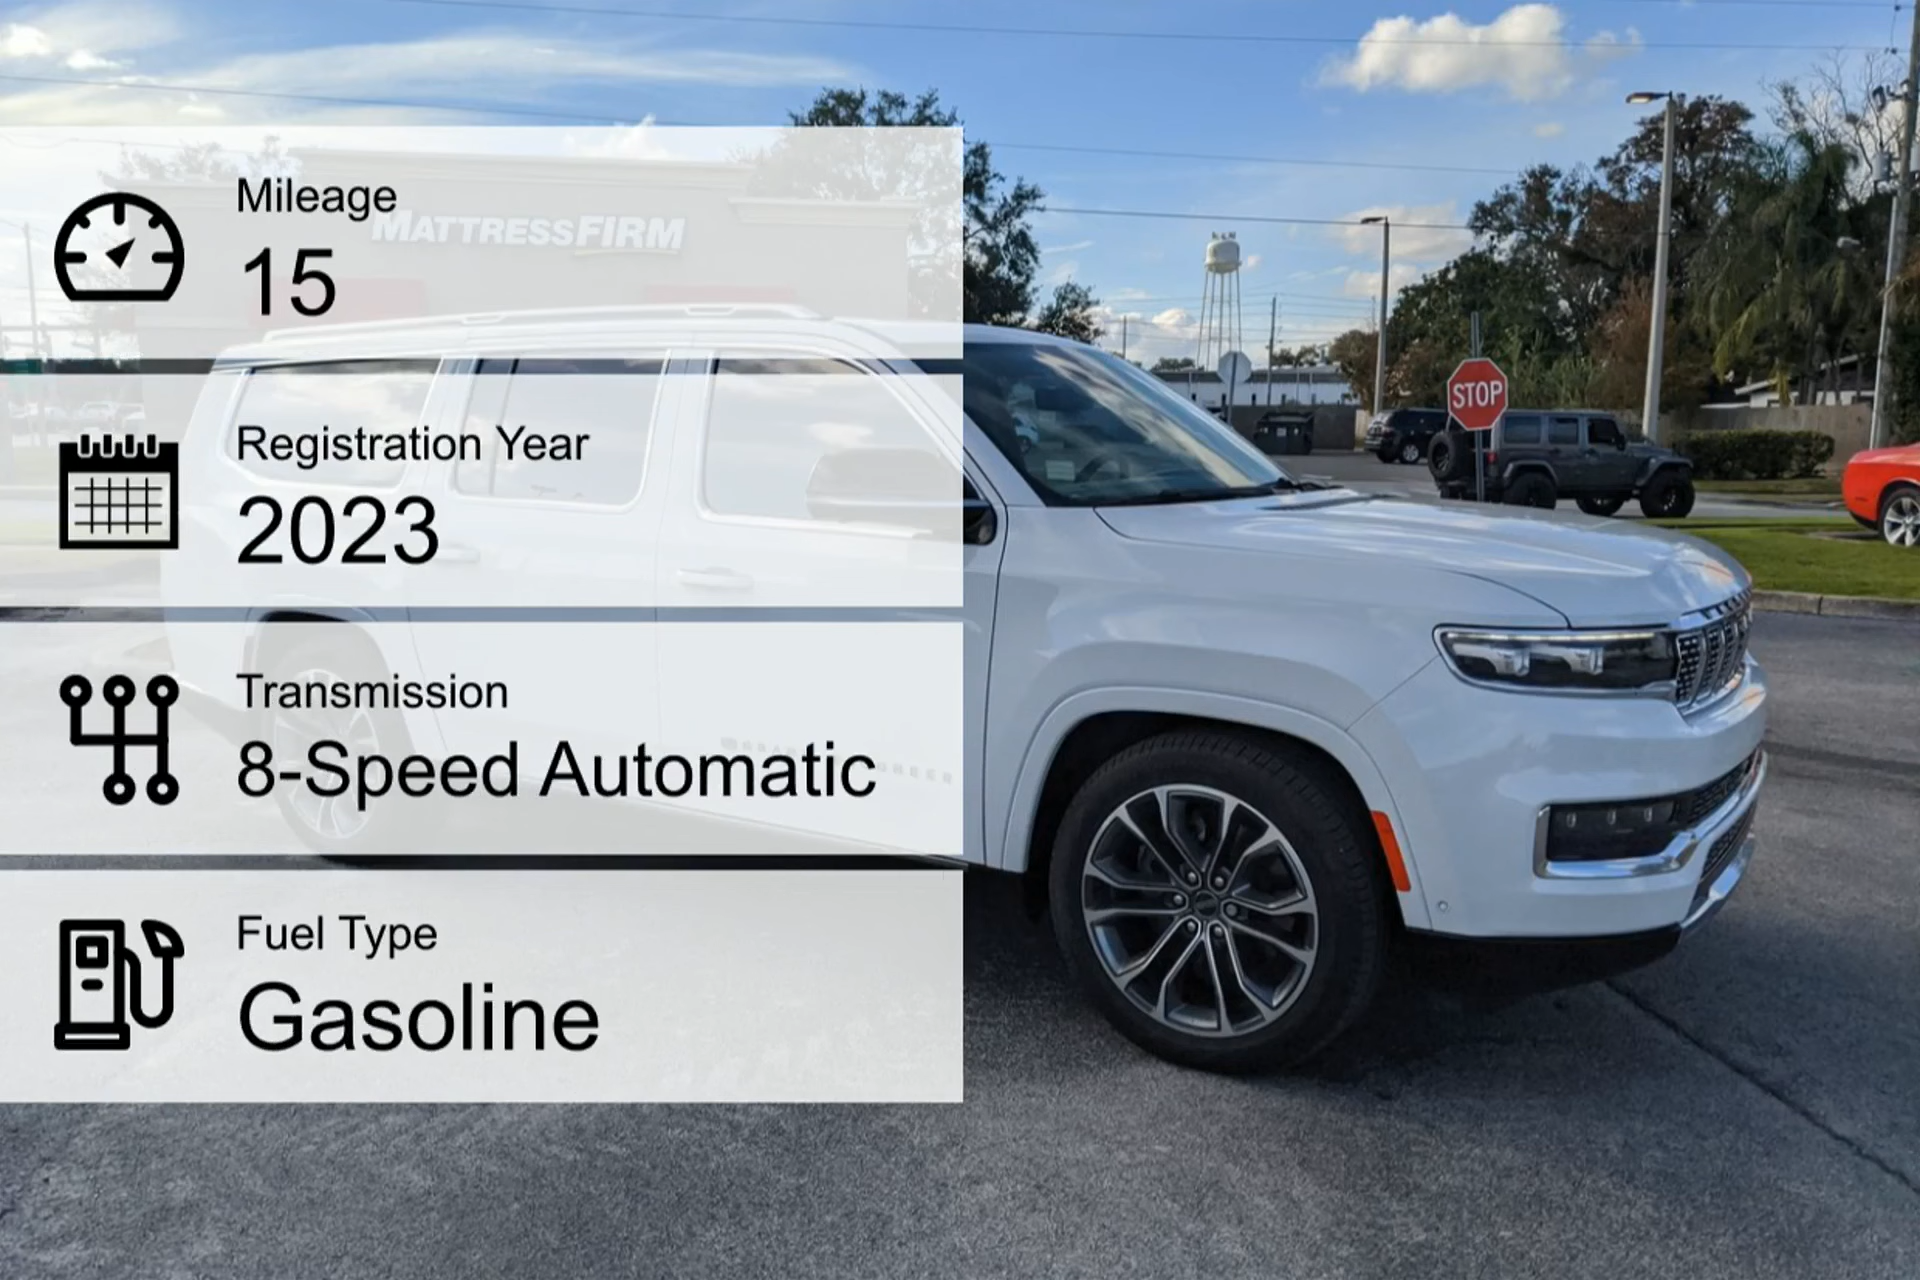 Mileage
15
MATTRESSFIRM
Registration Year
2023
STOP
Transmission
8-Speed Automatic
Fuel Type
Gasoline